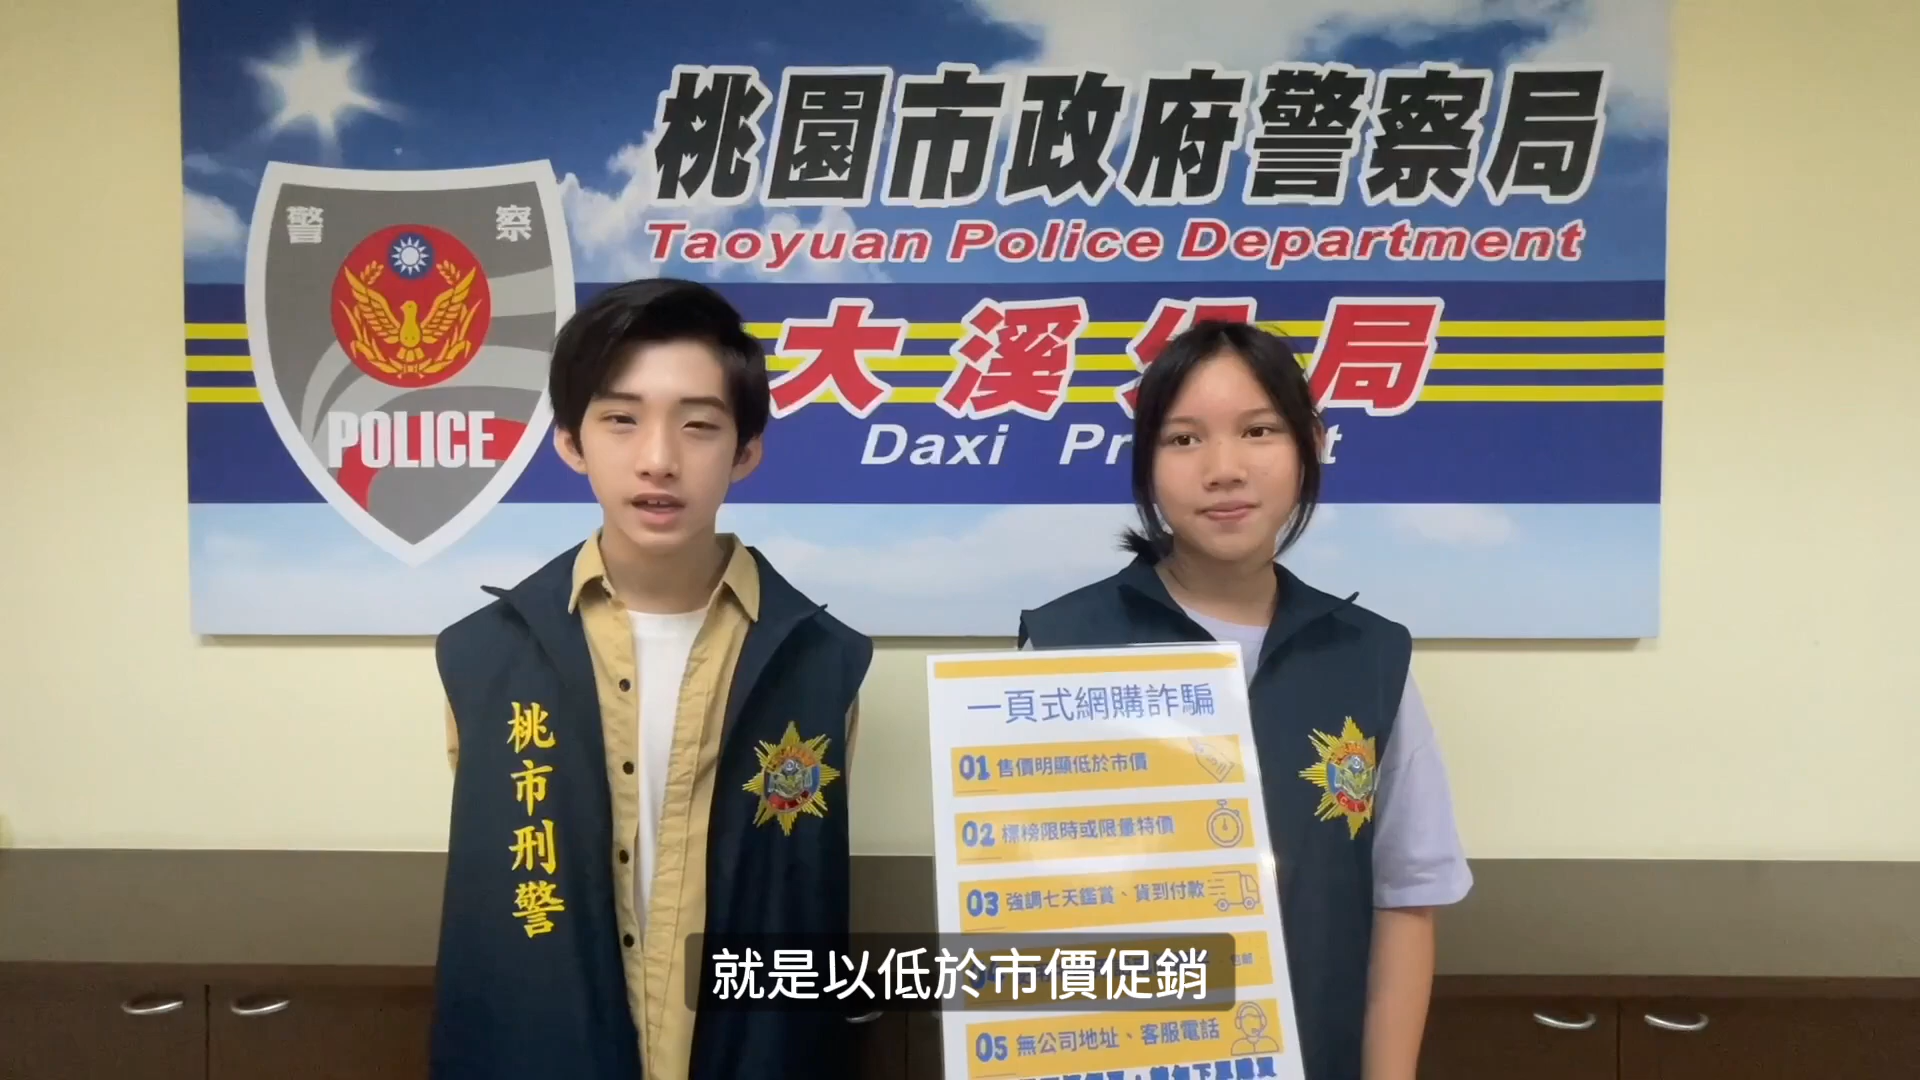 桃園市政府警察局
Taoyuan Police Department
警 察
POLICE
大溪分局
Daxi
桃市刑警
一頁式網購詐騙
01 售價明顯低於市價
02 標榜限時或限量特價
03 強調七天鑑賞、貨到付款
就是以低於市價促銷
05 無公司地址、客服電話